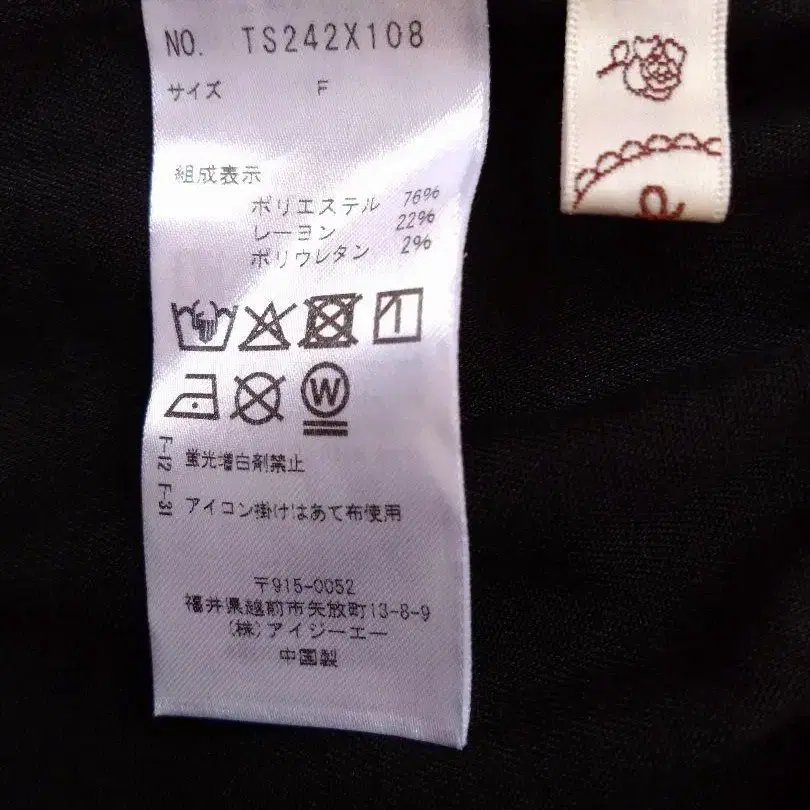 NO. TS242X108
サイズ F
組成表示
ポリエステル 76%
レーヨン 22%
ポリウレタン 2%
W
F-12 蛍光増白剤禁止
F-31 アイコン掛けはあて布使用
〒915-0052
福井県越前市矢放町13-8-9
(株)アイジーエー
中国製